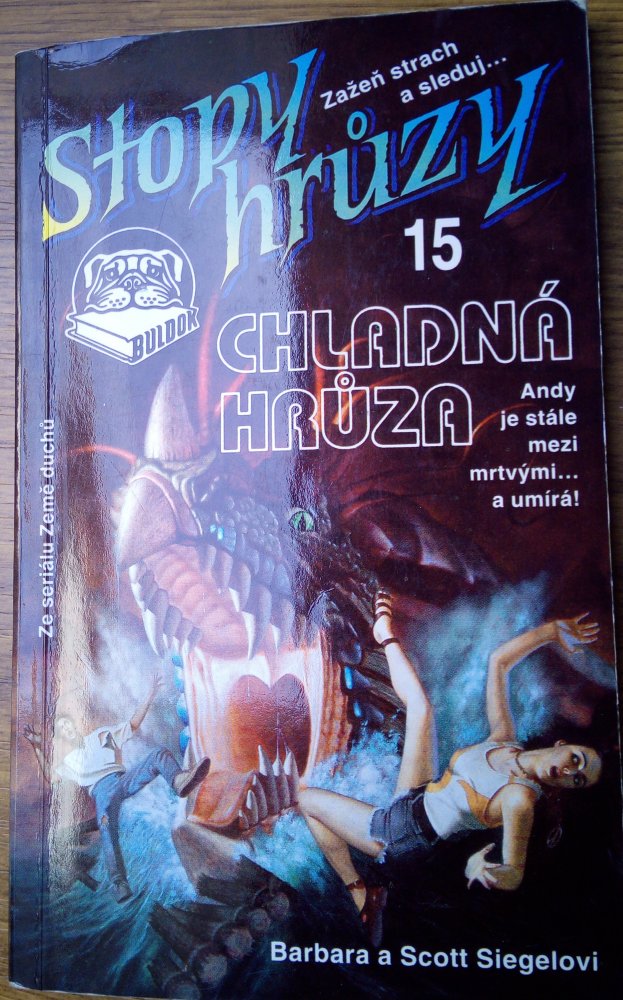 Zažeň strach
a sleduj...
Stopy
hrůzy
15
BULDOK
CHLADNÁ
HRŮZA
Andy
je stále
mezi
mrtvými...
a umírá!
Ze seriálu Země duchů
Barbara a Scott Siegelovi